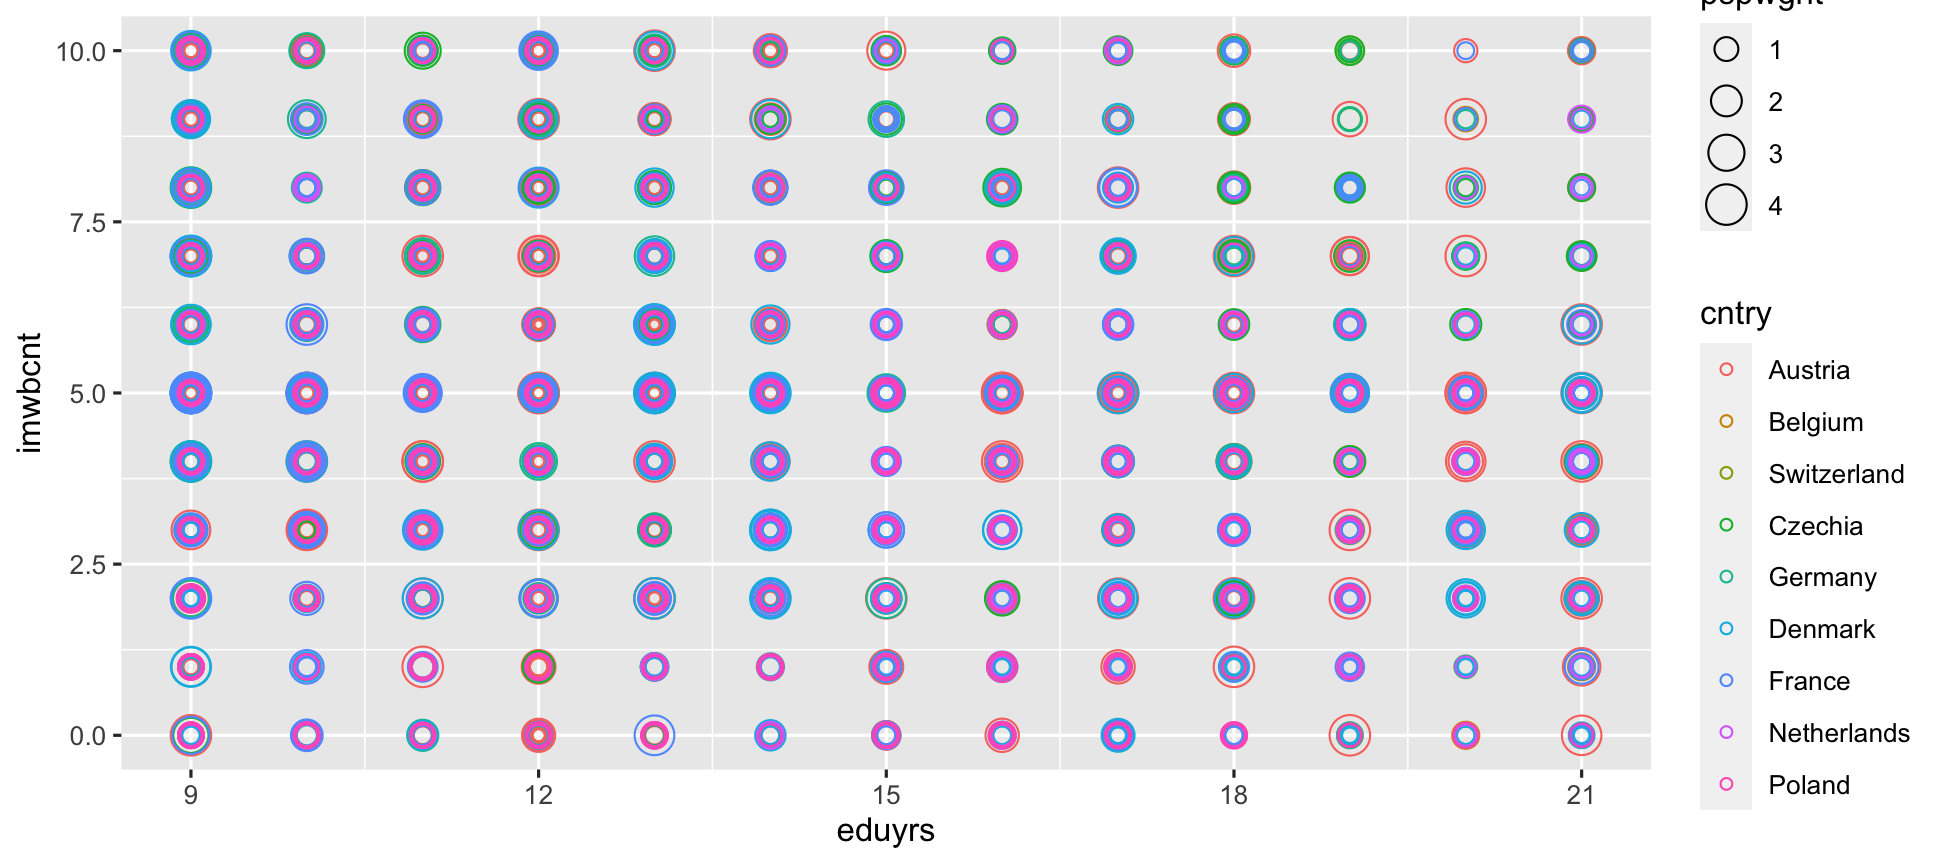 imwbcnt
10.0
7.5
5.0
2.5
0.0
9 12 15 18 21
eduyrs
1
2
3
4
cntry
Austria
Belgium
Switzerland
Czechia
Germany
Denmark
France
Netherlands
Poland